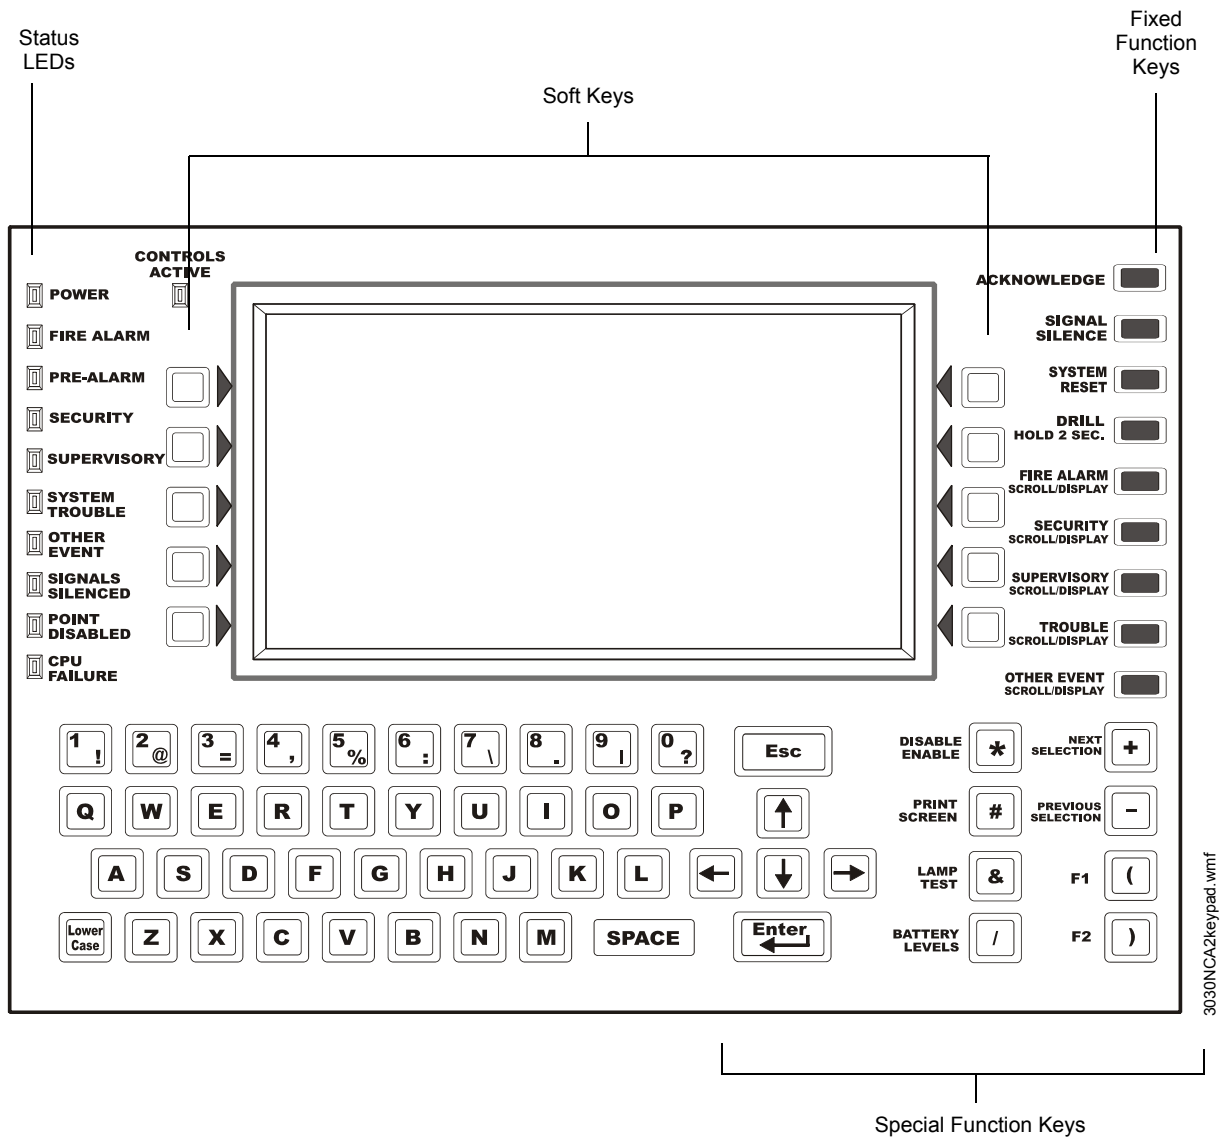 Status
LEDs
Fixed
Function
Keys
Soft Keys
CONTROLS
ACTIVE
POWER
FIRE ALARM
PRE-ALARM
SECURITY
SUPERVISORY
SYSTEM
TROUBLE
OTHER
EVENT
SIGNALS
SILENCED
POINT
DISABLED
CPU
FAILURE
ACKNOWLEDGE
SIGNAL
SILENCE
SYSTEM
RESET
DRILL
HOLD 2 SEC.
FIRE ALARM
SCROLL/DISPLAY
SECURITY
SCROLL/DISPLAY
SUPERVISORY
SCROLL/DISPLAY
TROUBLE
SCROLL/DISPLAY
OTHER EVENT
SCROLL/DISPLAY
1 ! 2 @ 3 = 4 , 5 % 6 : 7 \ 8 . 9 | 0 ?
Q W E R T Y U I O P
A S D F G H J K L
Lower
Case
Z X C V B N M SPACE
Esc
↑
← ↓ →
Enter
DISABLE
ENABLE
*
NEXT
SELECTION
+
PRINT
SCREEN
#
PREVIOUS
SELECTION
–
LAMP
TEST
&
F1 (
BATTERY
LEVELS
/
F2 )
3030NCA2keypad.wmf
Special Function Keys